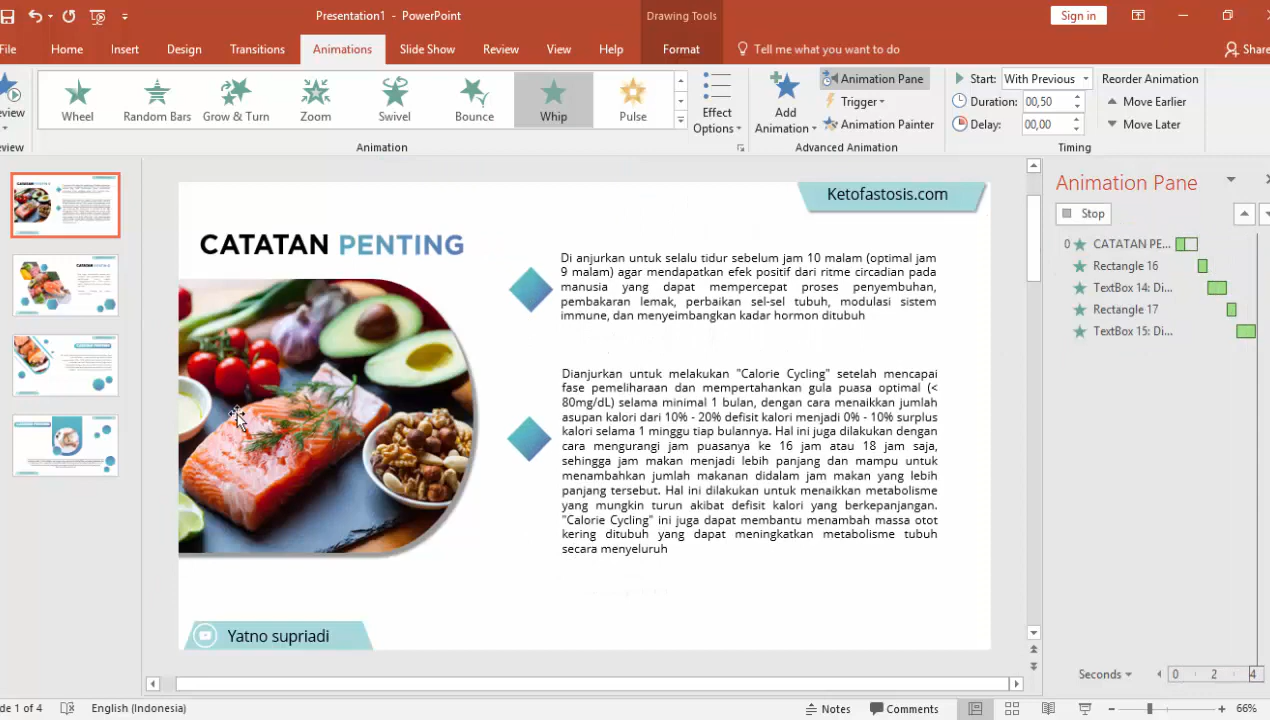 Presentation1 - PowerPoint
Drawing Tools
Sign in
File
Home
Insert
Design
Transitions
Animations
Slide Show
Review
View
Help
Format
Tell me what you want to do
Share
Wheel
Random Bars
Grow & Turn
Zoom
Swivel
Bounce
Whip
Pulse
Effect
Options
Add
Animation
Animation Pane
Trigger
Animation Painter
Start: With Previous
Duration: 00,50
Delay: 00,00
Reorder Animation
Move Earlier
Move Later
Animation
Advanced Animation
Timing
Ketofastosis.com
CATATAN PENTING
Di anjurkan untuk selalu tidur sebelum jam 10 malam (optimal jam
9 malam) agar mendapatkan efek positif dari ritme circadian pada
manusia yang dapat mempercepat proses penyembuhan,
pembakaran lemak, perbaikan sel-sel tubuh, modulasi sistem
immune, dan menyeimbangkan kadar hormon ditubuh
Dianjurkan untuk melakukan "Calorie Cycling" setelah mencapai
fase pemeliharaan dan mempertahankan gula puasa optimal (<
80mg/dL) selama minimal 1 bulan, dengan cara menaikkan jumlah
asupan kalori dari 10% - 20% defisit kalori menjadi 0% - 10% surplus
kalori selama 1 minggu tiap bulannya. Hal ini juga dilakukan dengan
cara mengurangi jam puasanya ke 16 jam atau 18 jam saja,
sehingga jam makan menjadi lebih panjang dan mampu untuk
menambahkan jumlah makanan didalam jam makan yang lebih
panjang tersebut. Hal ini dilakukan untuk menaikkan metabolisme
yang mungkin turun akibat defisit kalori yang berkepanjangan.
"Calorie Cycling" ini juga dapat membantu menambah massa otot
kering ditubuh yang dapat meningkatkan metabolisme tubuh
secara menyeluruh
Yatno supriadi
Animation Pane
Stop
0 CATATAN PE...
Rectangle 16
TextBox 14: Di...
Rectangle 17
TextBox 15: Di...
Seconds 0 2 4
de 1 of 4
English (Indonesia)
Notes
Comments
66%